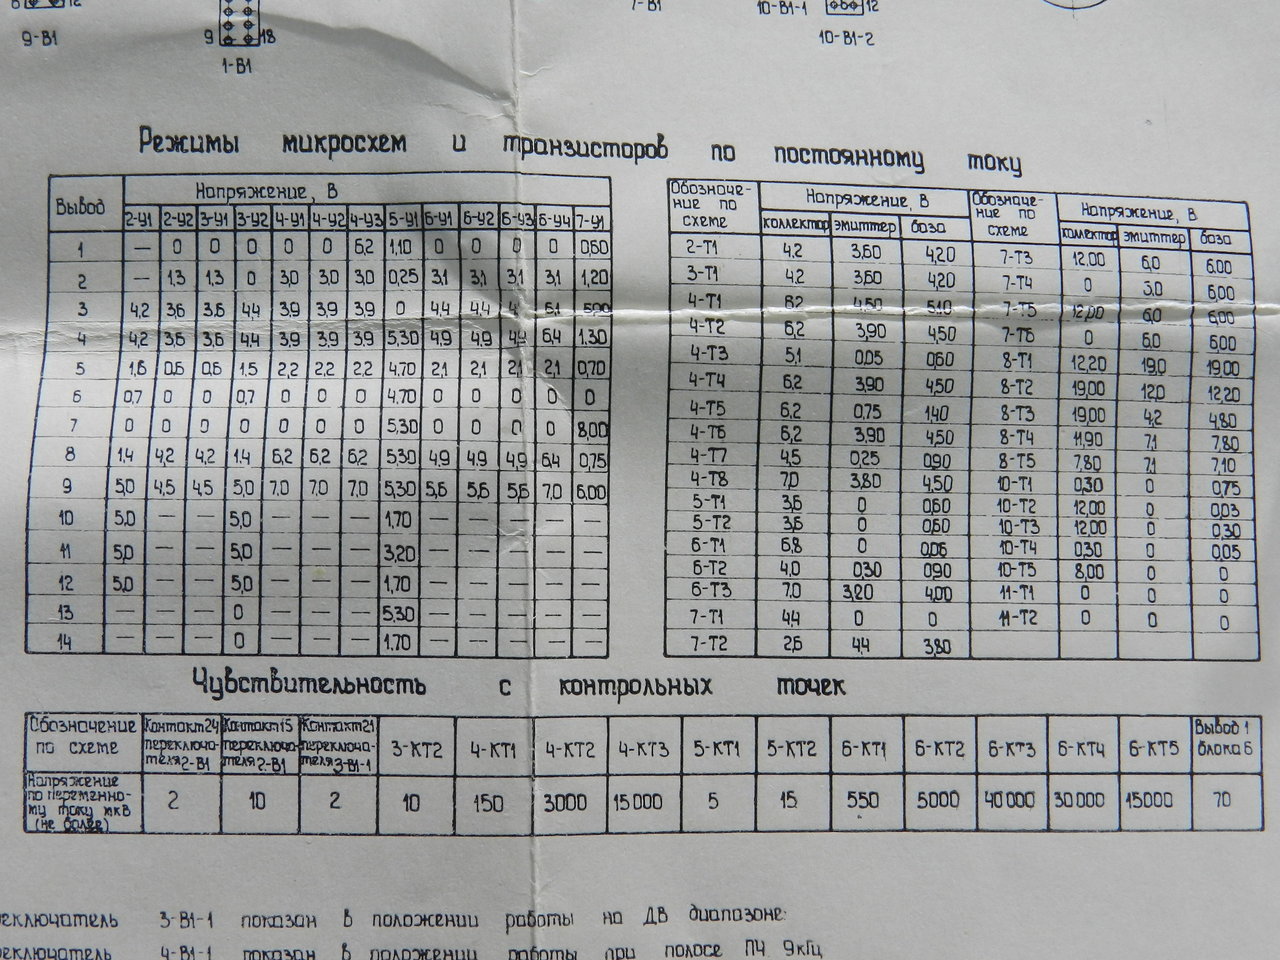 12
9-В1
9 18
1-В1
7-В1
10-В1-1 12
10-В1-2
Режимы микросхем и транзисторов по постоянному току
Вывод Напряжение, В
2-У1 2-У2 3-У1 3-У2 4-У1 4-У2 4-У3 5-У1 6-У1 6-У2 6-У3 6-У4 7-У1
1 — 0 0 0 0 0 6,2 1,10 0 0 0 0 0,60
2 — 1,3 1,3 0 3,0 3,0 3,0 0,25 3,1 3,1 3,1 3,1 1,20
3 4,2 3,6 3,6 4,4 3,9 3,9 3,9 0 4,4 4,4 6,1
4 4,2 3,6 3,6 4,4 3,9 3,9 3,9 5,30 4,9 4,9 4,9 6,4 1,30
5 1,6 0,6 0,6 1,5 2,2 2,2 2,2 4,70 2,1 2,1 2,1 2,1 0,70
6 0,7 0 0 0,7 0 0 0 4,70 0 0 0 0 0
7 0 0 0 0 0 0 0 5,30 0 0 0 0 8,00
8 1,4 4,2 4,2 1,4 6,2 6,2 6,2 5,30 4,9 4,9 4,9 6,4 0,75
9 5,0 4,5 4,5 5,0 7,0 7,0 7,0 5,30 5,6 5,6 5,6 7,0 6,00
10 5,0 — — 5,0 — — — 1,70 — — — — —
11 5,0 — — 5,0 — — — 3,20 — — — — —
12 5,0 — — 5,0 — — — 1,70 — — — — —
13 — — — 0 — — — 5,30 — — — — —
14 — — — 0 — — — 1,70 — — — — —
Обозначе-
ние по
схеме
Напряжение, В
коллектор эмиттер база
Обозначе-
ние по
схеме
Напряжение, В
коллектор эмиттер база
2-Т1 4,2 3,60 4,20 7-Т3 12,00 6,0 6,00
3-Т1 4,2 3,60 4,20 7-Т4 0 6,00
4-Т1 6,2 4,50 5,10 7-Т5 12,00 6,0 6,00
4-Т2 6,2 3,90 4,50 7-Т6 0 6,0 6,00
4-Т3 5,1 0,05 0,60 8-Т1 12,20 19,0 19,00
4-Т4 6,2 3,90 4,50 8-Т2 19,00 12,0 12,20
4-Т5 6,2 0,75 1,40 8-Т3 19,00 4,2 4,80
4-Т6 6,2 3,90 4,50 8-Т4 11,90 7,1 7,80
4-Т7 4,5 0,25 0,90 8-Т5 7,80 7,1 7,10
4-Т8 7,0 3,80 4,50 10-Т1 0,30 0 0,75
5-Т1 3,6 0 0,60 10-Т2 12,00 0 0,03
5-Т2 3,6 0 0,60 10-Т3 12,00 0 0,30
6-Т1 6,8 0 0,06 10-Т4 0,30 0 0,05
6-Т2 4,0 0,30 0,90 10-Т5 8,00 0 0
6-Т3 7,0 3,20 4,00 11-Т1 0 0 0
7-Т1 4,4 0 0 11-Т2 0 0 0
7-Т2 2,6 4,4 3,80
Чувствительность с контрольных точек
Обозначение
по схеме
Контакт 24
переключа-
теля 2-В1
Контакт 15
переключа-
теля 2-В1
Контакт 21
переключа-
теля 3-В1-1
3-КТ2 4-КТ1 4-КТ2 4-КТ3 5-КТ1 5-КТ2 6-КТ1 6-КТ2 6-КТ3 6-КТ4 6-КТ5
Вывод 1
блока 6
Напряжение
по переменно-
му току мкВ
(не более)
2 10 2 10 150 3000 15000 5 15 550 5000 40000 30000 15000 70
реключатель 3-В1-1 показан в положении работы на ДВ диапазоне:
реключатель 4-В1-1 показан в положении работы при полосе ПЧ 9кГц